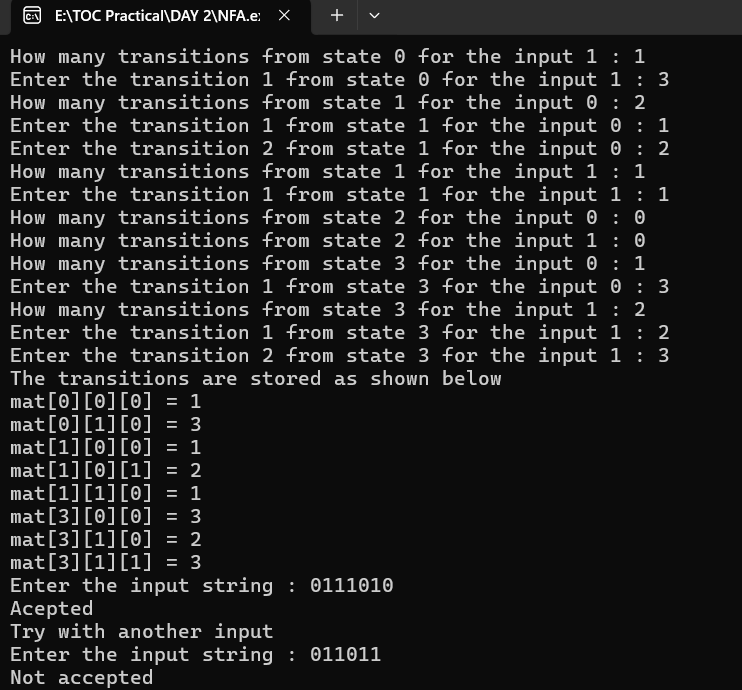 E:\TOC Practical\DAY 2\NFA.e:
How many transitions from state 0 for the input 1 : 1
Enter the transition 1 from state 0 for the input 1 : 3
How many transitions from state 1 for the input 0 : 2
Enter the transition 1 from state 1 for the input 0 : 1
Enter the transition 2 from state 1 for the input 0 : 2
How many transitions from state 1 for the input 1 : 1
Enter the transition 1 from state 1 for the input 1 : 1
How many transitions from state 2 for the input 0 : 0
How many transitions from state 2 for the input 1 : 0
How many transitions from state 3 for the input 0 : 1
Enter the transition 1 from state 3 for the input 0 : 3
How many transitions from state 3 for the input 1 : 2
Enter the transition 1 from state 3 for the input 1 : 2
Enter the transition 2 from state 3 for the input 1 : 3
The transitions are stored as shown below
mat[0][0][0] = 1
mat[0][1][0] = 3
mat[1][0][0] = 1
mat[1][0][1] = 2
mat[1][1][0] = 1
mat[3][0][0] = 3
mat[3][1][0] = 2
mat[3][1][1] = 3
Enter the input string : 0111010
Acepted
Try with another input
Enter the input string : 011011
Not accepted